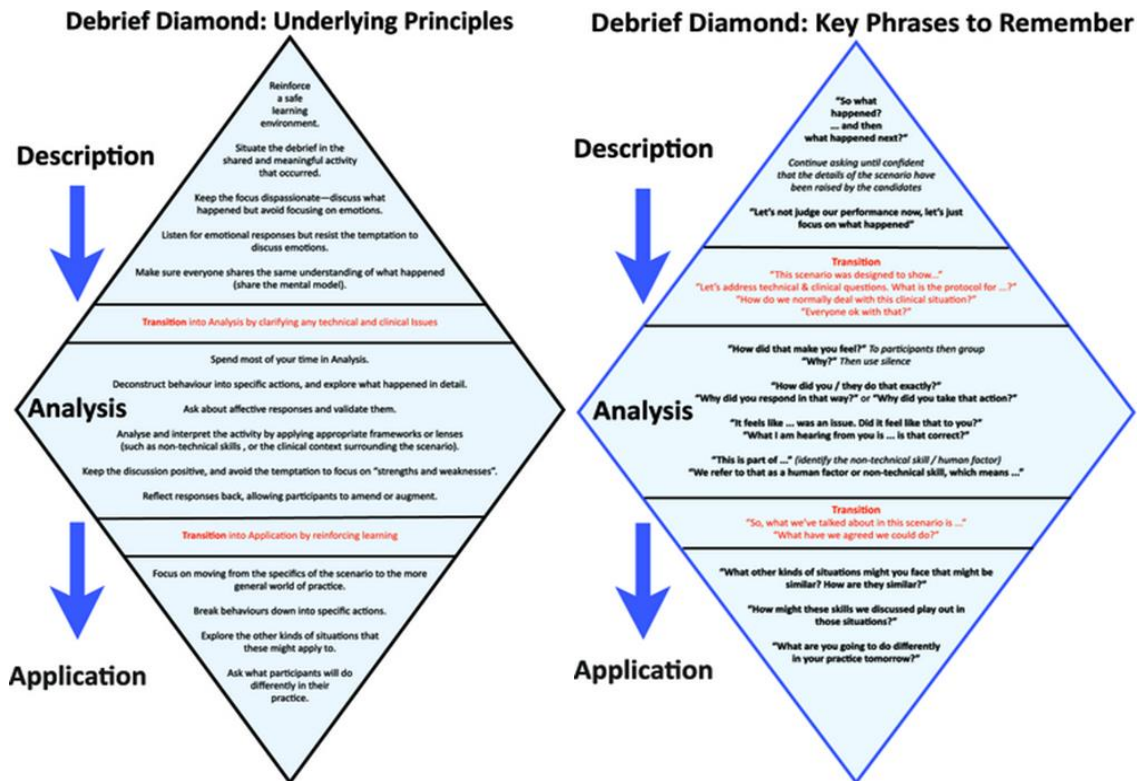 Debrief Diamond: Underlying Principles
Reinforce
a safe
learning
environment.
Situate the debrief in the
shared and meaningful activity
that occurred.
Keep the focus dispassionate—discuss what
happened but avoid focusing on emotions.
Listen for emotional responses but resist the temptation to
discuss emotions.
Make sure everyone shares the same understanding of what happened
(share the mental model).
Description
Transition into Analysis by clarifying any technical and clinical Issues
Spend most of your time in Analysis.
Deconstruct behaviour into specific actions, and explore what happened in detail.
Analysis
Ask about affective responses and validate them.
Analyse and interpret the activity by applying appropriate frameworks or lenses
(such as non-technical skills , or the clinical context surrounding the scenario).
Keep the discussion positive, and avoid the temptation to focus on "strengths and weaknesses".
Reflect responses back, allowing participants to amend or augment.
Transition into Application by reinforcing learning
Focus on moving from the specifics of the scenario to the more
general world of practice.
Break behaviours down into specific actions.
Explore the other kinds of situations that
these might apply to.
Ask what participants will do
differently in their
practice.
Application
Debrief Diamond: Key Phrases to Remember
"So what
happened?
... and then
what happened next?"
Description
Continue asking until confident
that the details of the scenario have
been raised by the candidates
"Let's not judge our performance now, let's just
focus on what happened"
Transition
"This scenario was designed to show..."
"Let's address technical & clinical questions. What is the protocol for ...?"
"How do we normally deal with this clinical situation?"
"Everyone ok with that?"
"How did that make you feel?" To participants then group
"Why?" Then use silence
"How did you / they do that exactly?"
"Why did you respond in that way?" or "Why did you take that action?"
Analysis
"It feels like ... was an issue. Did it feel like that to you?"
"What I am hearing from you is ... is that correct?"
"This is part of ..." (identify the non-technical skill / human factor)
"We refer to that as a human factor or non-technical skill, which means ..."
Transition
"So, what we've talked about in this scenario is ..."
"What have we agreed we could do?"
"What other kinds of situations might you face that might be
similar? How are they similar?"
"How might these skills we discussed play out in
those situations?"
"What are you going to do differently
in your practice tomorrow?"
Application